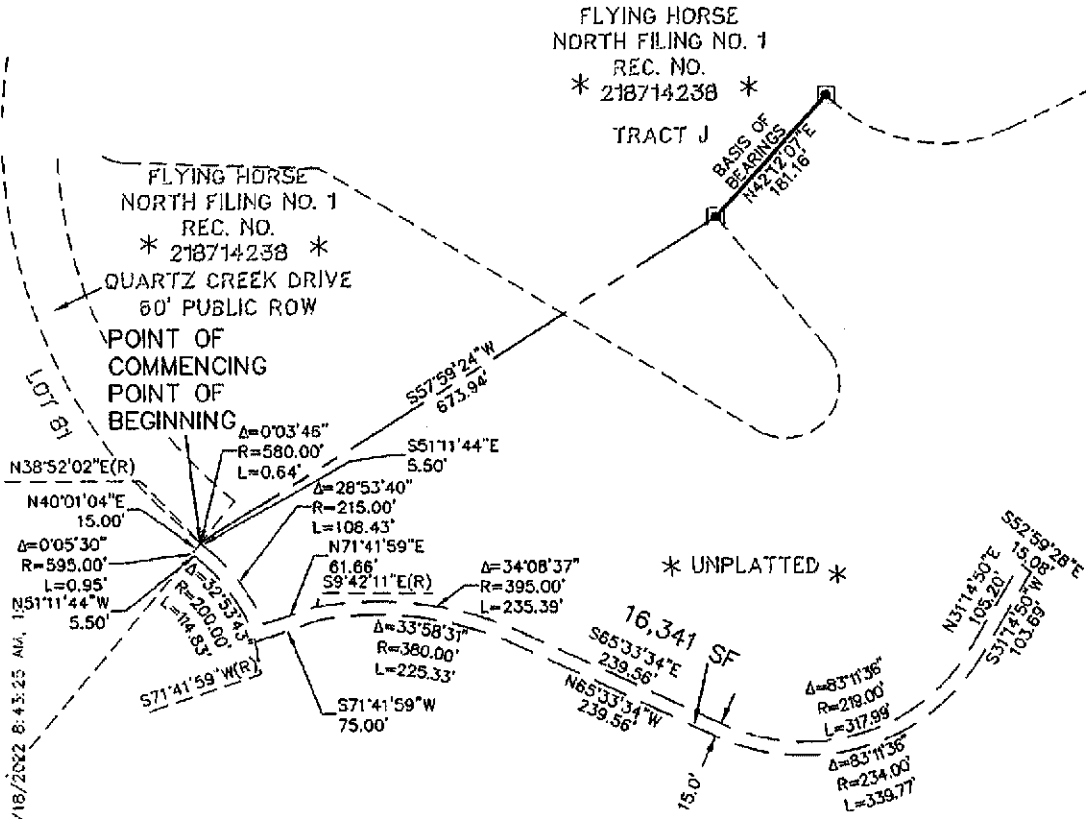 FLYING HORSE
NORTH FILING NO. 1
REC. NO.
* 218714238 *
TRACT J
BASIS OF
BEARINGS
N42°12'07"E
181.16'
FLYING HORSE
NORTH FILING NO. 1
REC. NO.
* 218714238 *
QUARTZ CREEK DRIVE
60' PUBLIC ROW
POINT OF
COMMENCING
POINT OF
BEGINNING
LOT 81
S57°59'24"W
673.94'
Δ=0°03'46"
R=580.00'
L=0.64'
S51°11'44"E
5.50'
N38°52'02"E(R)
N40°01'04"E
15.00'
Δ=28°53'40"
R=215.00'
L=108.43'
Δ=0°05'30"
R=595.00'
L=0.95'
N51°11'44"W
5.50'
Δ=32°53'43"
R=200.00'
L=114.83'
N71°41'59"E
61.66'
S9°42'11"E(R)
Δ=34°08'37"
R=395.00'
L=235.39'
* UNPLATTED *
S52°59'28"E
15.08'
N31°14'50"E
105.20'
S31°14'50"W
103.69'
Δ=33°58'31"
R=380.00'
L=225.33'
16,341 SF
S65°33'34"E
239.56'
N65°33'34"W
239.56'
S71°41'59"W(R)
S71°41'59"W
75.00'
Δ=83°11'36"
R=219.00'
L=317.99'
Δ=83°11'36"
R=234.00'
L=339.77'
15.0'
/18/2022 8:43:25 AM,